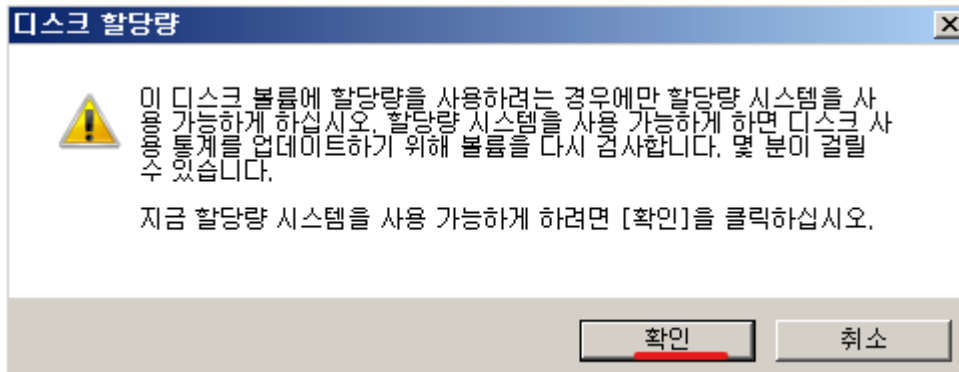 디스크 할당량
이 디스크 볼륨에 할당량을 사용하려는 경우에만 할당량 시스템을 사
용 가능하게 하십시오. 할당량 시스템을 사용 가능하게 하면 디스크 사
용 통계를 업데이트하기 위해 볼륨을 다시 검사합니다. 몇 분이 걸릴
수 있습니다.
지금 할당량 시스템을 사용 가능하게 하려면 [확인]을 클릭하십시오.
확인
취소